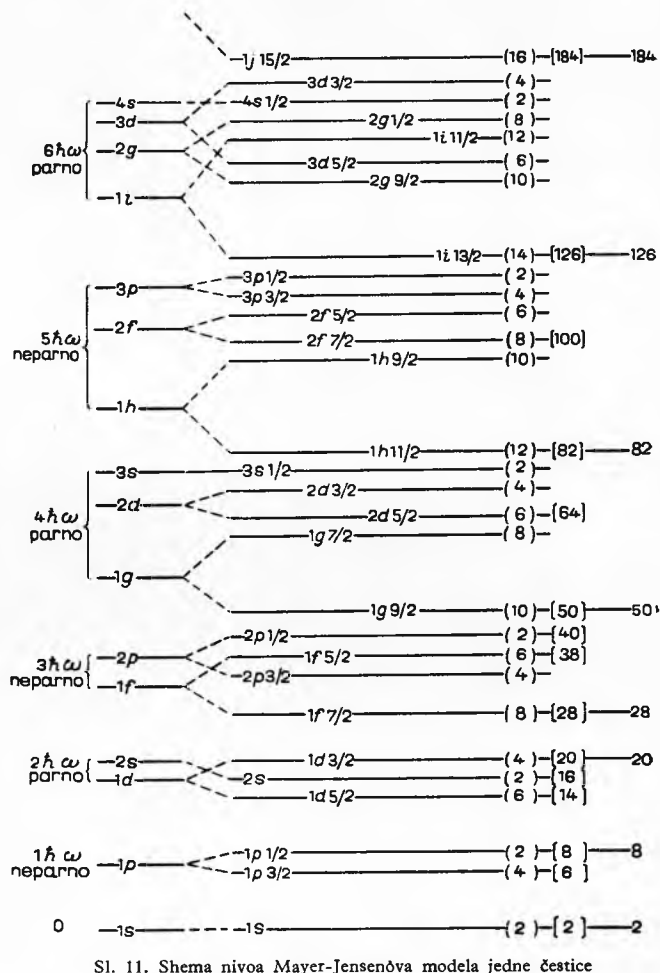 1j 15/2 (16) [184] 184
3d 3/2 (4)
4s 4s 1/2 (2)
3d
2g 1/2 (8)
1i 11/2 (12)
6ħω parno
2g
3d 5/2 (6)
2g 9/2 (10)
1i
1i 13/2 (14) [126] 126
3p 1/2 (2)
3p
3p 3/2 (4)
2f 5/2 (6)
2f
2f 7/2 (8) [100]
5ħω neparno
1h 9/2 (10)
1h
1h 11/2 (12) [82] 82
3s 3s 1/2 (2)
2d 3/2 (4)
2d
2d 5/2 (6) [64]
4ħω parno
1g 7/2 (8)
1g
1g 9/2 (10) [50] 50
2p 1/2 (2) [40]
2p 1f 5/2 (6) [38]
3ħω neparno
2p 3/2 (4)
1f
1f 7/2 (8) [28] 28
2s 1d 3/2 (4) [20] 20
2ħω parno
1d 2s (2) [16]
1d 5/2 (6) [14]
1p 1/2 (2) [8] 8
1ħω neparno
1p
1p 3/2 (4) [6]
0 1s 1s (2) [2] 2
Sl. 11. Shema nivoa Mayer-Jensenòva modela jedne čestice